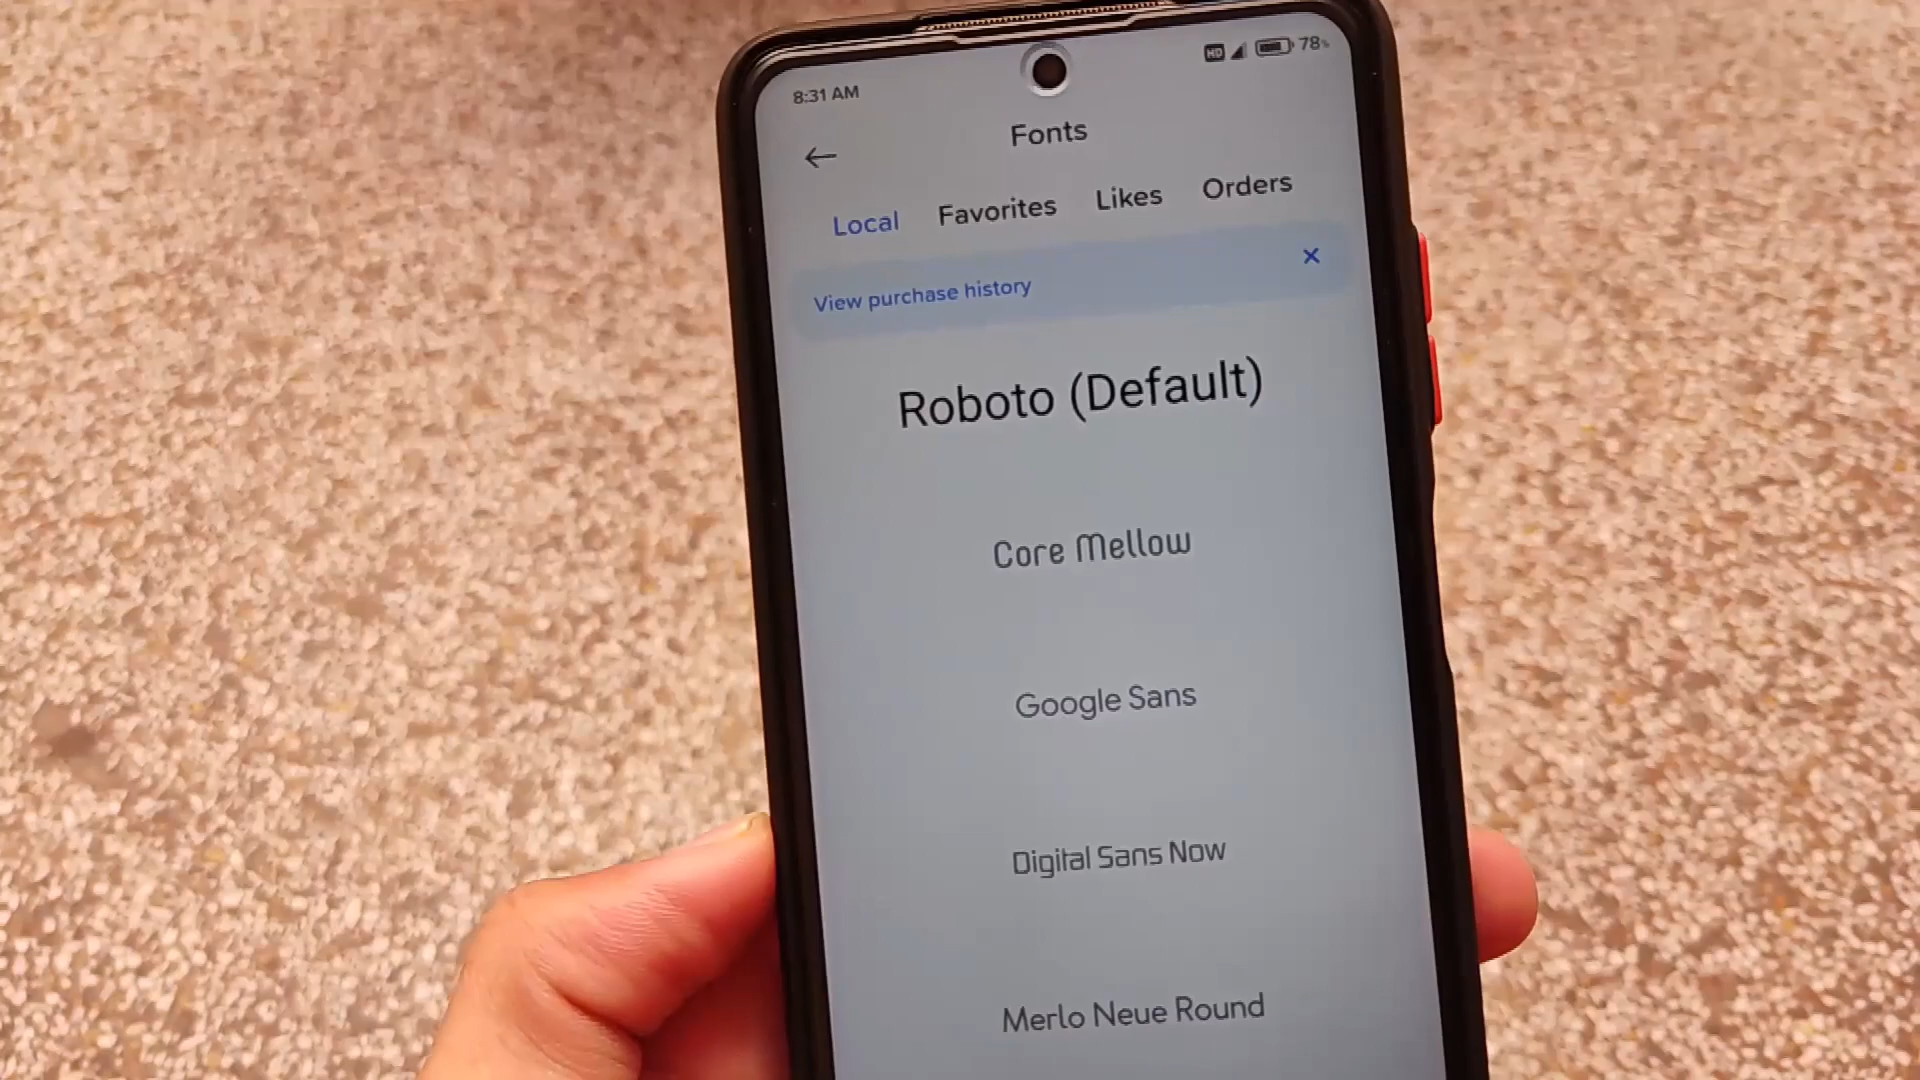 8:31 AM
HD 78%
Fonts
Local Favorites Likes Orders
View purchase history
Roboto (Default)
Core Mellow
Google Sans
Digital Sans Now
Merlo Neue Round